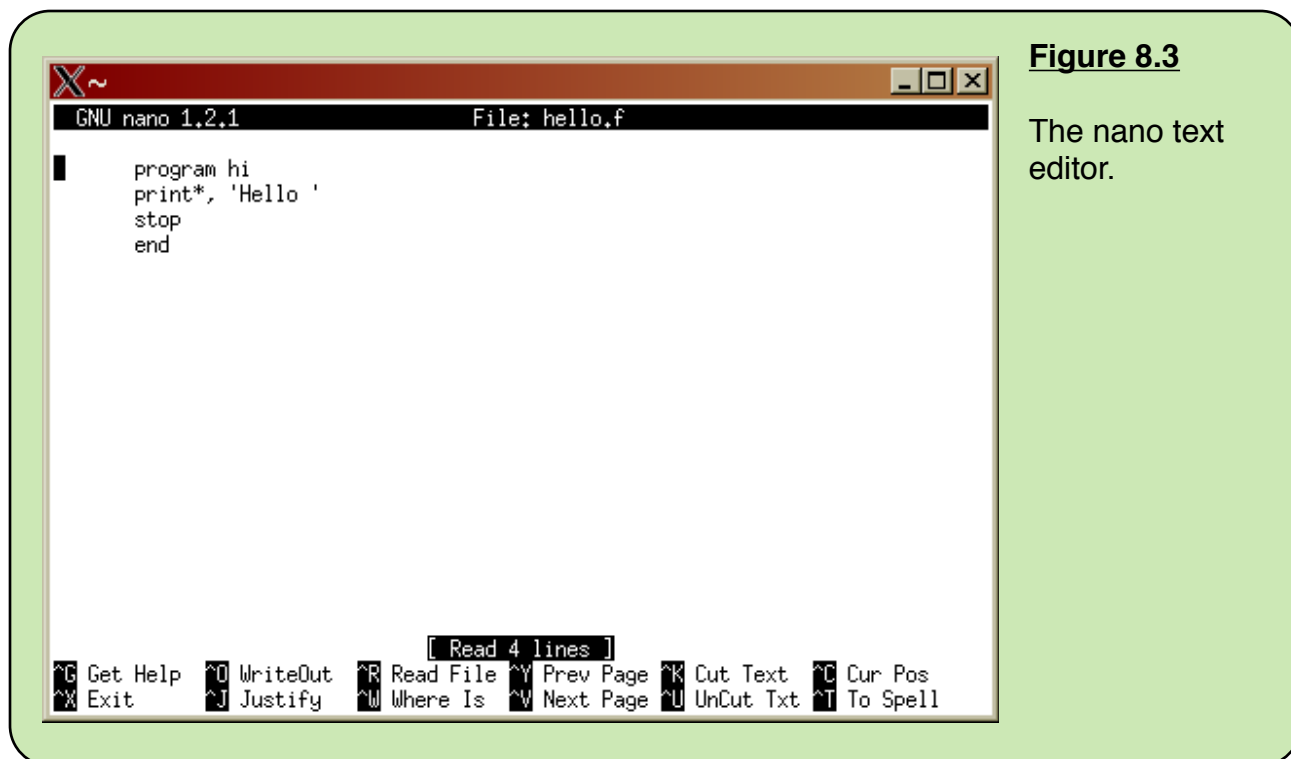 ~
GNU nano 1.2.1 File: hello.f
program hi
print*, 'Hello '
stop
end
[ Read 4 lines ]
^G Get Help ^O WriteOut ^R Read File ^Y Prev Page ^K Cut Text ^C Cur Pos
^X Exit ^J Justify ^W Where Is ^V Next Page ^U UnCut Txt ^T To Spell
Figure 8.3
The nano text
editor.